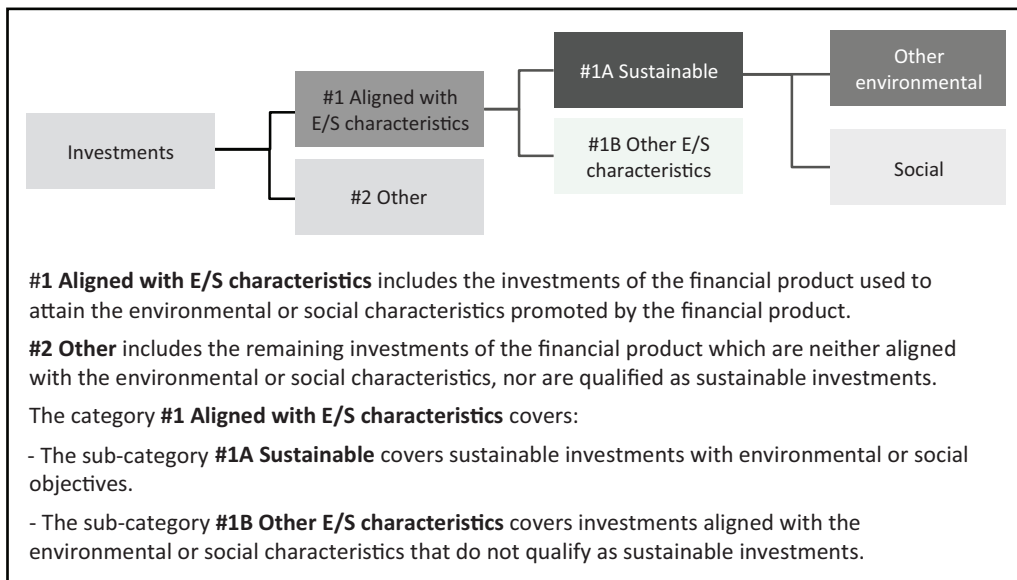 Investments
#1 Aligned with
E/S characteristics
#2 Other
#1A Sustainable
#1B Other E/S
characteristics
Other
environmental
Social
#1 Aligned with E/S characteristics includes the investments of the financial product used to
attain the environmental or social characteristics promoted by the financial product.
#2 Other includes the remaining investments of the financial product which are neither aligned
with the environmental or social characteristics, nor are qualified as sustainable investments.
The category #1 Aligned with E/S characteristics covers:
- The sub-category #1A Sustainable covers sustainable investments with environmental or social
objectives.
- The sub-category #1B Other E/S characteristics covers investments aligned with the
environmental or social characteristics that do not qualify as sustainable investments.